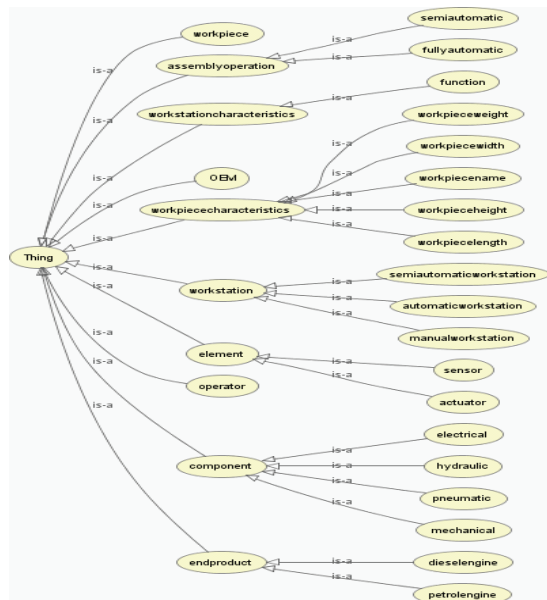 semiautomatic
workpiece
is-a
fullyautomatic
is-a
assemblyoperation
is-a
is-a
function
is-a
is-a
workstationcharacteristics
workpieceweight
is-a
workpiecewidth
is-a
is-a
OEM
workpiecename
is-a
is-a
workpiececharacteristics
is-a
workpieceheight
is-a
is-a
workpiecelength
Thing
is-a
semiautomaticworkstation
is-a
workstation
is-a
automaticworkstation
is-a
is-a
manualworkstation
element
is-a
is-a
sensor
operator
is-a
actuator
is-a
electrical
is-a
component
is-a
hydraulic
is-a
pneumatic
is-a
mechanical
endproduct
is-a
dieselengine
is-a
petrolengine